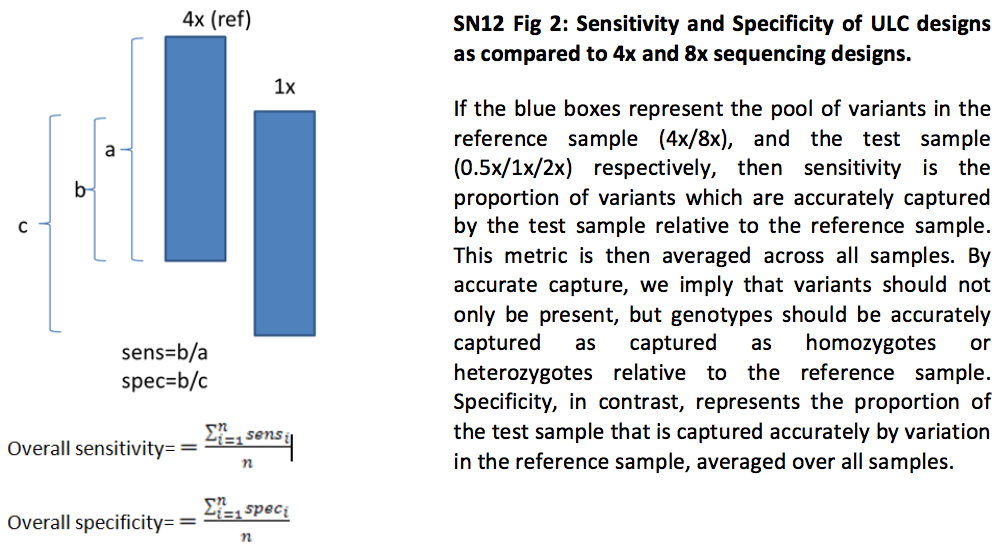 4x (ref)
1x
a
b
c
sens=b/a
spec=b/c
Overall sensitivity= = \frac{\sum_{i=1}^{n} sens_i}{n}
Overall specificity= = \frac{\sum_{i=1}^{n} spec_i}{n}
SN12 Fig 2: Sensitivity and Specificity of ULC designs
as compared to 4x and 8x sequencing designs.
If the blue boxes represent the pool of variants in the
reference sample (4x/8x), and the test sample
(0.5x/1x/2x) respectively, then sensitivity is the
proportion of variants which are accurately captured
by the test sample relative to the reference sample.
This metric is then averaged across all samples. By
accurate capture, we imply that variants should not
only be present, but genotypes should be accurately
captured as captured as homozygotes or
heterozygotes relative to the reference sample.
Specificity, in contrast, represents the proportion of
the test sample that is captured accurately by variation
in the reference sample, averaged over all samples.